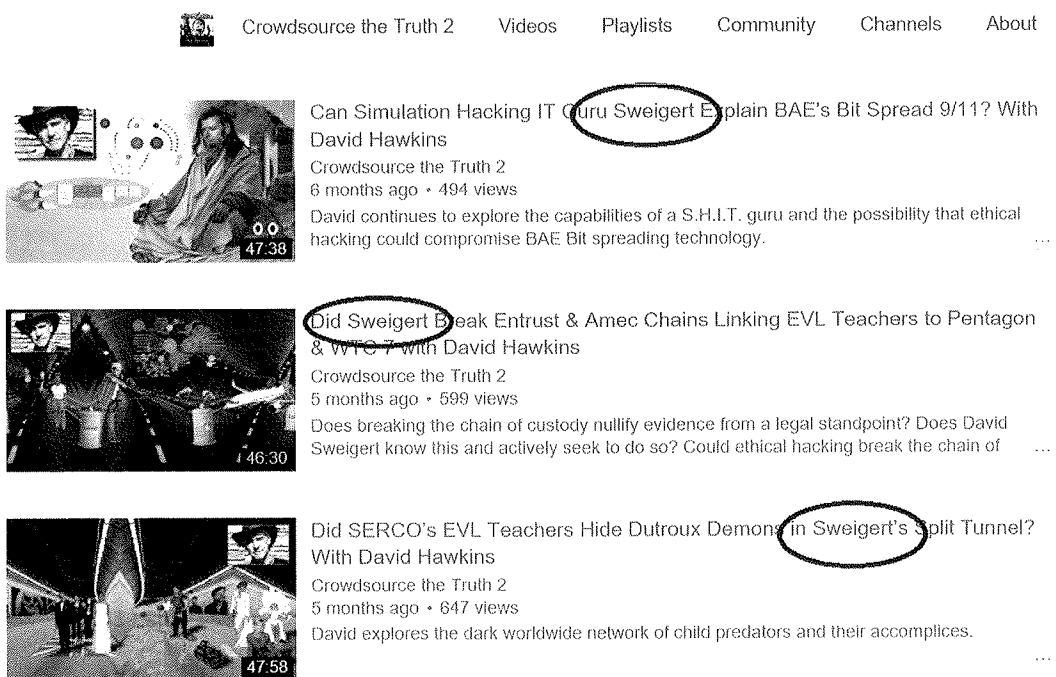 Crowdsource the Truth 2 Videos Playlists Community Channels About
Can Simulation Hacking IT Guru Sweigert Explain BAE's Bit Spread 9/11? With
David Hawkins
Crowdsource the Truth 2
6 months ago • 494 views
David continues to explore the capabilities of a S.H.I.T. guru and the possibility that ethical
hacking could compromise BAE Bit spreading technology.
...
47:38
Did Sweigert Break Entrust & Amec Chains Linking EVL Teachers to Pentagon
& WTC 7 with David Hawkins
Crowdsource the Truth 2
5 months ago • 599 views
Does breaking the chain of custody nullify evidence from a legal standpoint? Does David
Sweigert know this and actively seek to do so? Could ethical hacking break the chain of ...
46:30
Did SERCO's EVL Teachers Hide Dutroux Demons in Sweigert's Split Tunnel?
With David Hawkins
Crowdsource the Truth 2
5 months ago • 647 views
David explores the dark worldwide network of child predators and their accomplices.
...
47:58